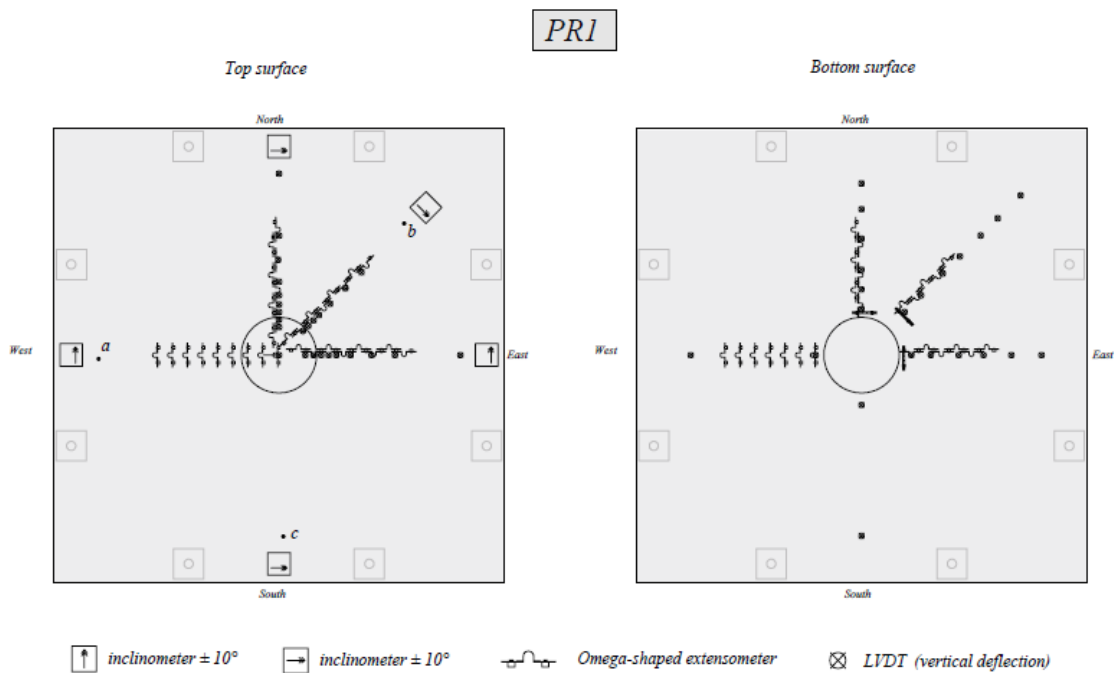 PR1
Top surface
Bottom surface
North
North
b
West
a
East
West
East
c
South
South
inclinometer ± 10°
inclinometer ± 10°
Omega-shaped extensometer
LVDT (vertical deflection)